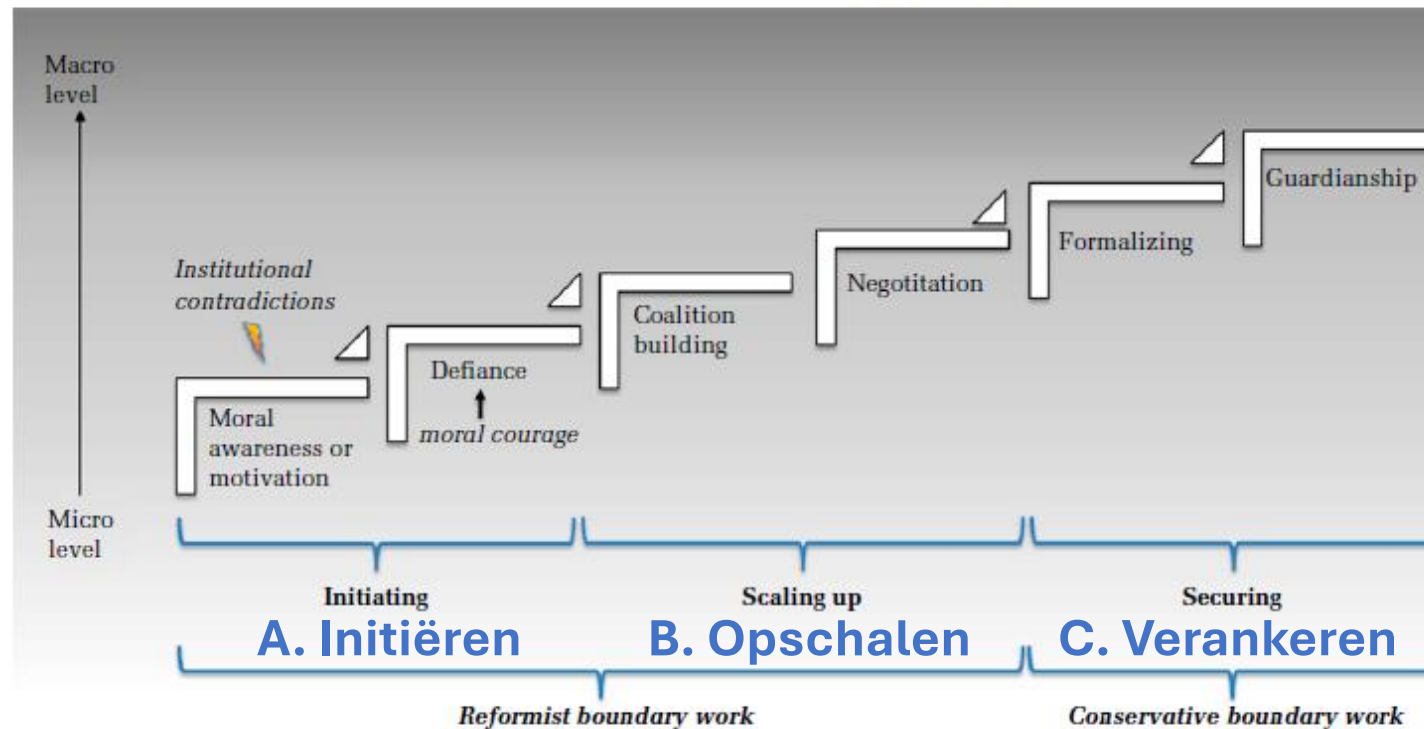 Macro
level
Institutional
contradictions
Moral
awareness or
motivation
Defiance
moral courage
Coalition
building
Negotitation
Formalizing
Guardianship
Micro
level
Initiating
Scaling up
Securing
A. Initiëren
B. Opschalen
C. Verankeren
Reformist boundary work
Conservative boundary work